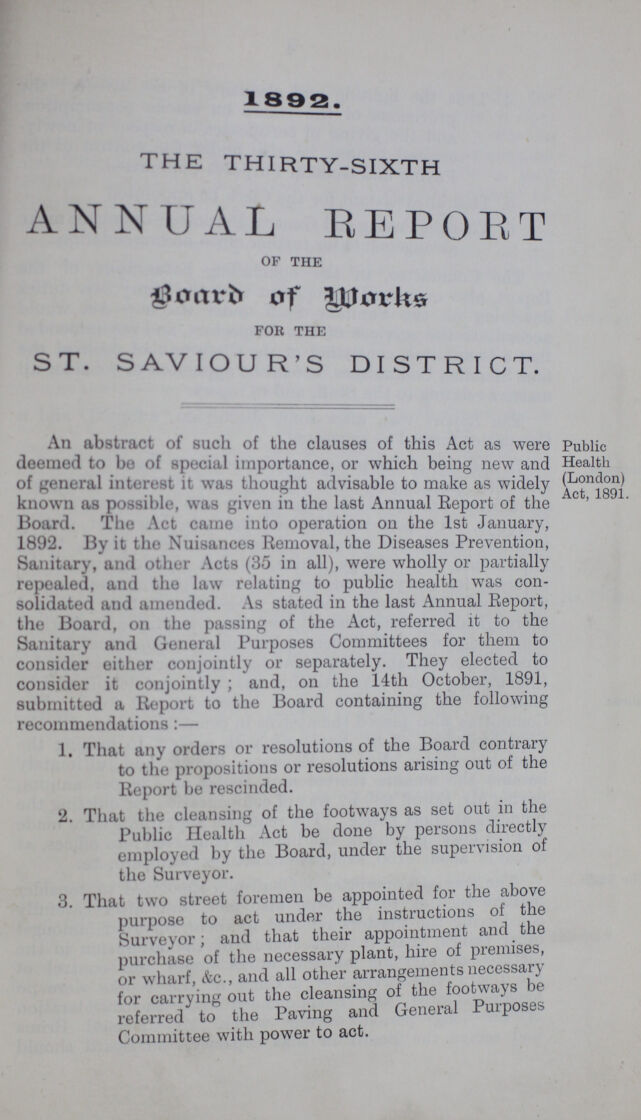 1892.
THE THIRTY-SIXTH
ANNUAL REPORT
OF THE
Board of Works
FOR THE
ST. SAVIOUR'S DISTRICT.
An abstract of such of the clauses of this Act as were
deemed to be of special importance, or which being new and
of general interest it was thought advisable to make as widely
known as possible, was given in the last Annual Report of the
Board. The Act came into operation on the 1st January,
1892. By it the Nuisances Removal, the Diseases Prevention,
Sanitary, and other Acts (35 in all), were wholly or partially
repealed, and the law relating to public health was con-
solidated and amended. As stated in the last Annual Report,
the Board, on the passing of the Act, referred it to the
Sanitary and General Purposes Committees for them to
consider either conjointly or separately. They elected to
consider it conjointly; and, on the 14th October, 1891,
submitted a Report to the Board containing the following
recommendations:—
Public
Health
(London)
Act, 1891.
1. That any orders or resolutions of the Board contrary
to the propositions or resolutions arising out of the
Report be rescinded.
2. That the cleansing of the footways as set out in the
Public Health Act be done by persons directly
employed by the Board, under the supervision of
the Surveyor.
3. That two street foremen be appointed for the above
purpose to act under the instructions of the
Surveyor; and that their appointment and the
purchase of the necessary plant, hire of premises,
or wharf, &c., and all other arrangements necessary
for carrying out the cleansing of the footways be
referred to the Paving and General Purposes
Committee with power to act.